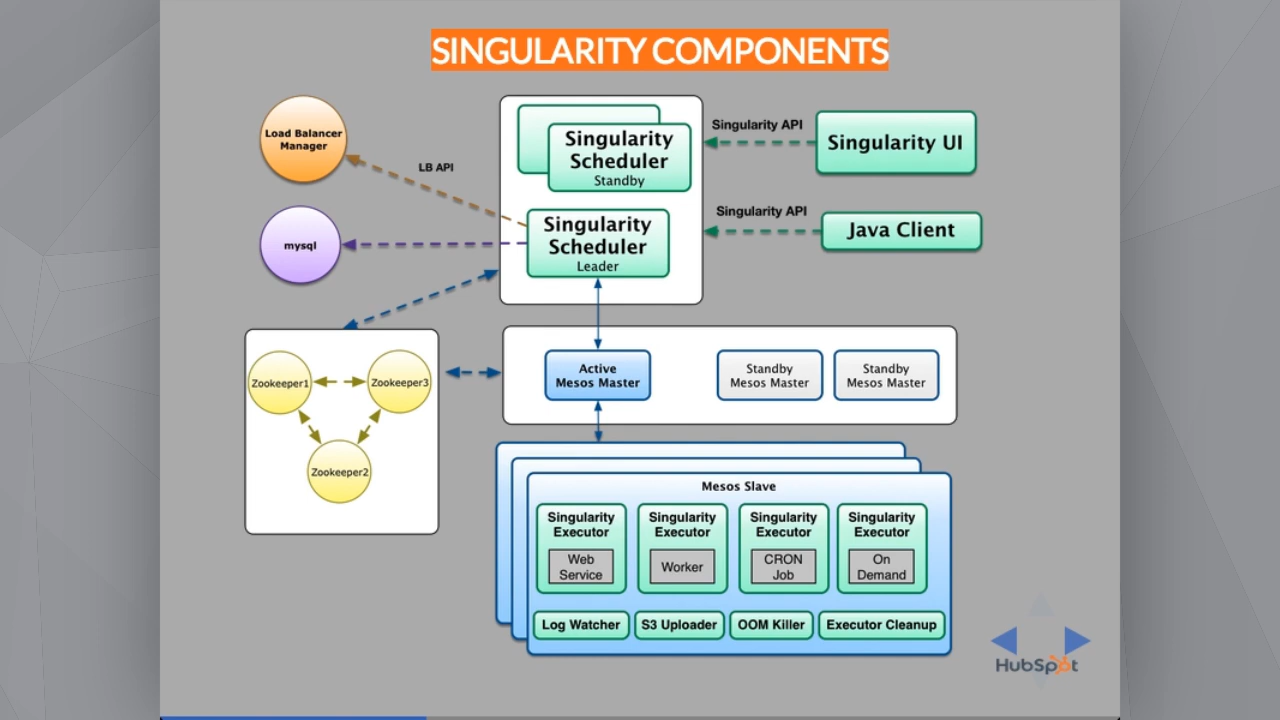 SINGULARITY COMPONENTS
Load Balancer
Manager
LB API
mysql
Singularity
Scheduler
Standby
Singularity
Scheduler
Leader
Singularity API
Singularity UI
Singularity API
Java Client
Zookeeper1
Zookeeper3
Zookeeper2
Active
Mesos Master
Standby
Mesos Master
Standby
Mesos Master
Mesos Slave
Singularity
Executor
Web
Service
Singularity
Executor
Worker
Singularity
Executor
CRON
Job
Singularity
Executor
On
Demand
Log Watcher
S3 Uploader
OOM Killer
Executor Cleanup
HubSpot